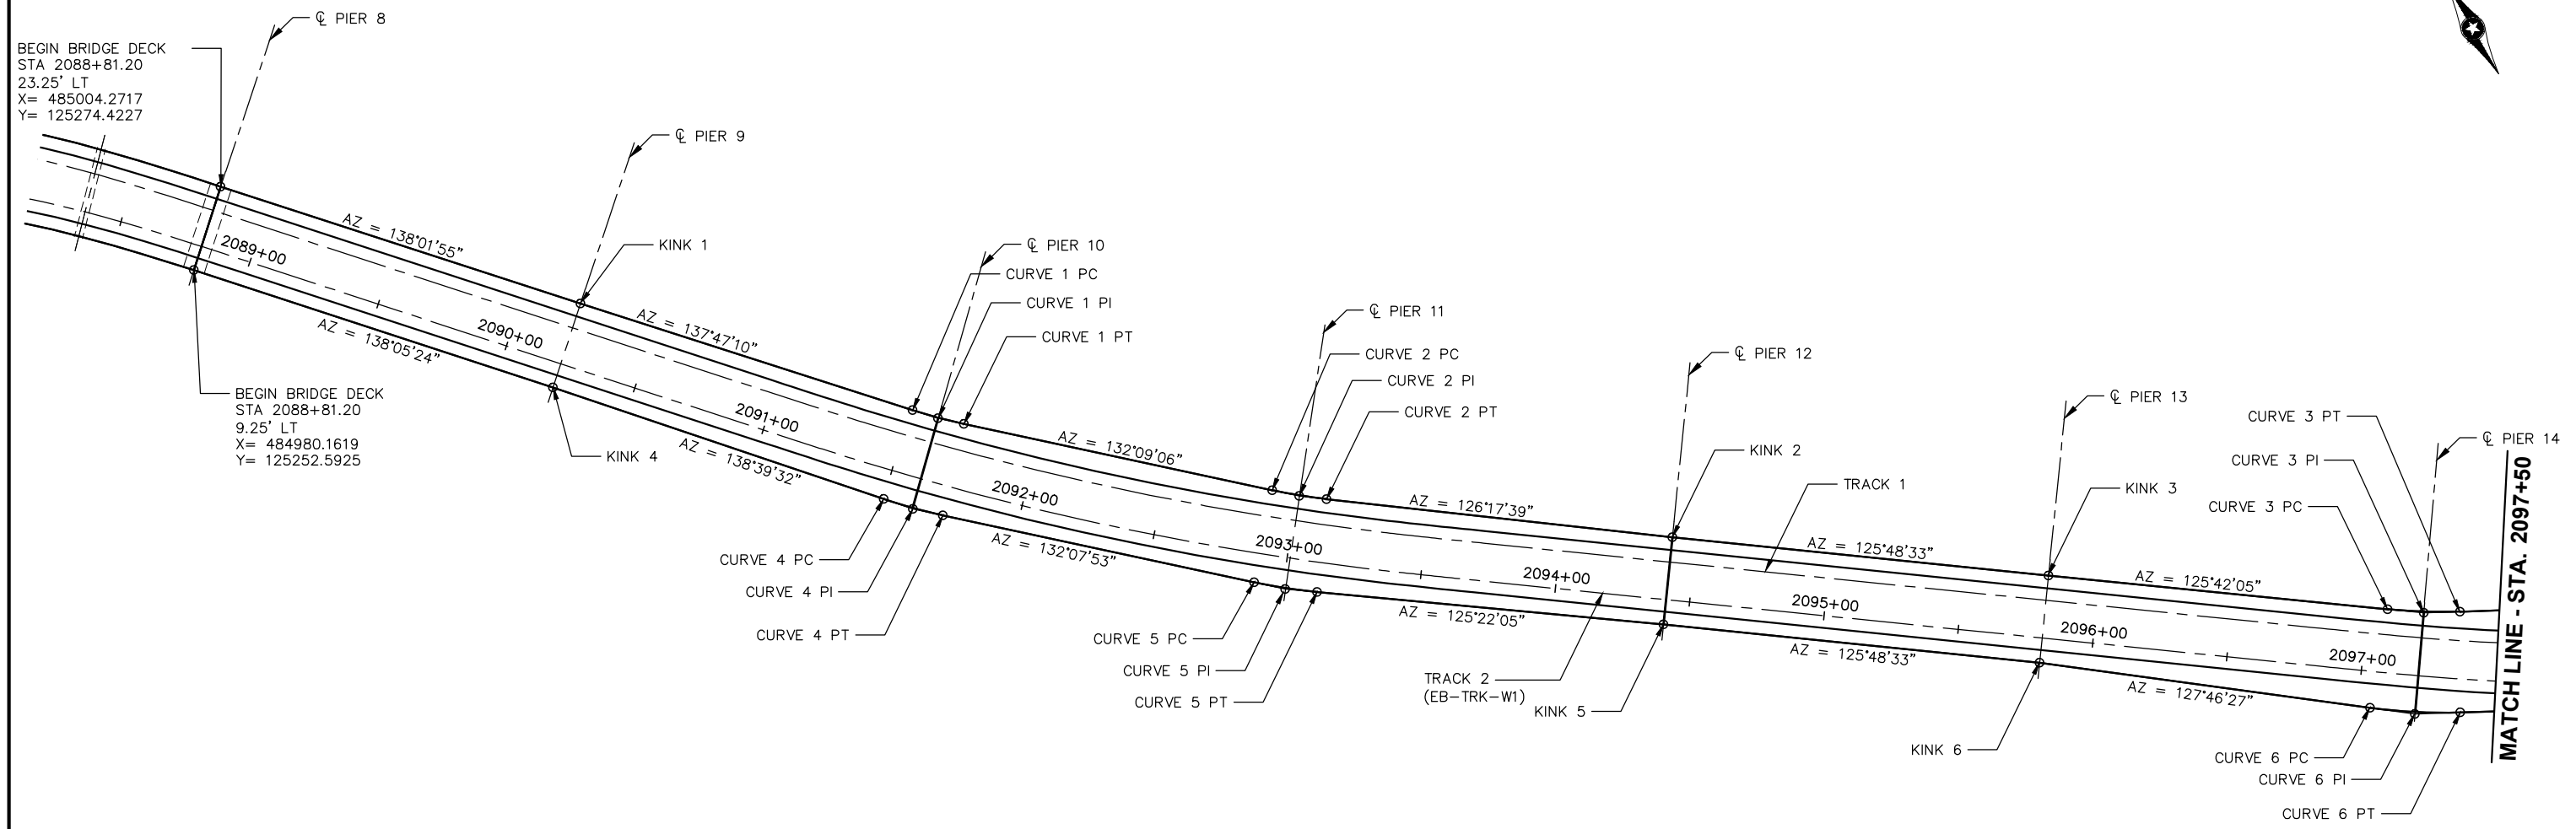 ℄ PIER 8
BEGIN BRIDGE DECK
STA 2088+81.20
23.25' LT
X= 485004.2717
Y= 125274.4227
℄ PIER 9
AZ = 138°01'55"
KINK 1
2089+00
℄ PIER 10
CURVE 1 PC
CURVE 1 PI
CURVE 1 PT
AZ = 137°47'10"
2090+00
AZ = 138°05'24"
BEGIN BRIDGE DECK
STA 2088+81.20
9.25' LT
X= 484980.1619
Y= 125252.5925
KINK 4
℄ PIER 11
CURVE 2 PC
CURVE 2 PI
CURVE 2 PT
2091+00
AZ = 138°39'32"
AZ = 132°09'06"
℄ PIER 12
KINK 2
2092+00
AZ = 126°17'39"
TRACK 1
℄ PIER 13
KINK 3
CURVE 3 PT
CURVE 3 PI
CURVE 3 PC
℄ PIER 14
CURVE 4 PC
CURVE 4 PI
CURVE 4 PT
AZ = 132°07'53"
2093+00
2094+00
AZ = 125°48'33"
AZ = 125°42'05"
CURVE 5 PC
CURVE 5 PI
CURVE 5 PT
AZ = 125°22'05"
2095+00
2096+00
2097+00
TRACK 2
(EB-TRK-W1)
KINK 5
AZ = 125°48'33"
AZ = 127°46'27"
KINK 6
CURVE 6 PC
CURVE 6 PI
CURVE 6 PT
MATCH LINE - STA. 2097+50